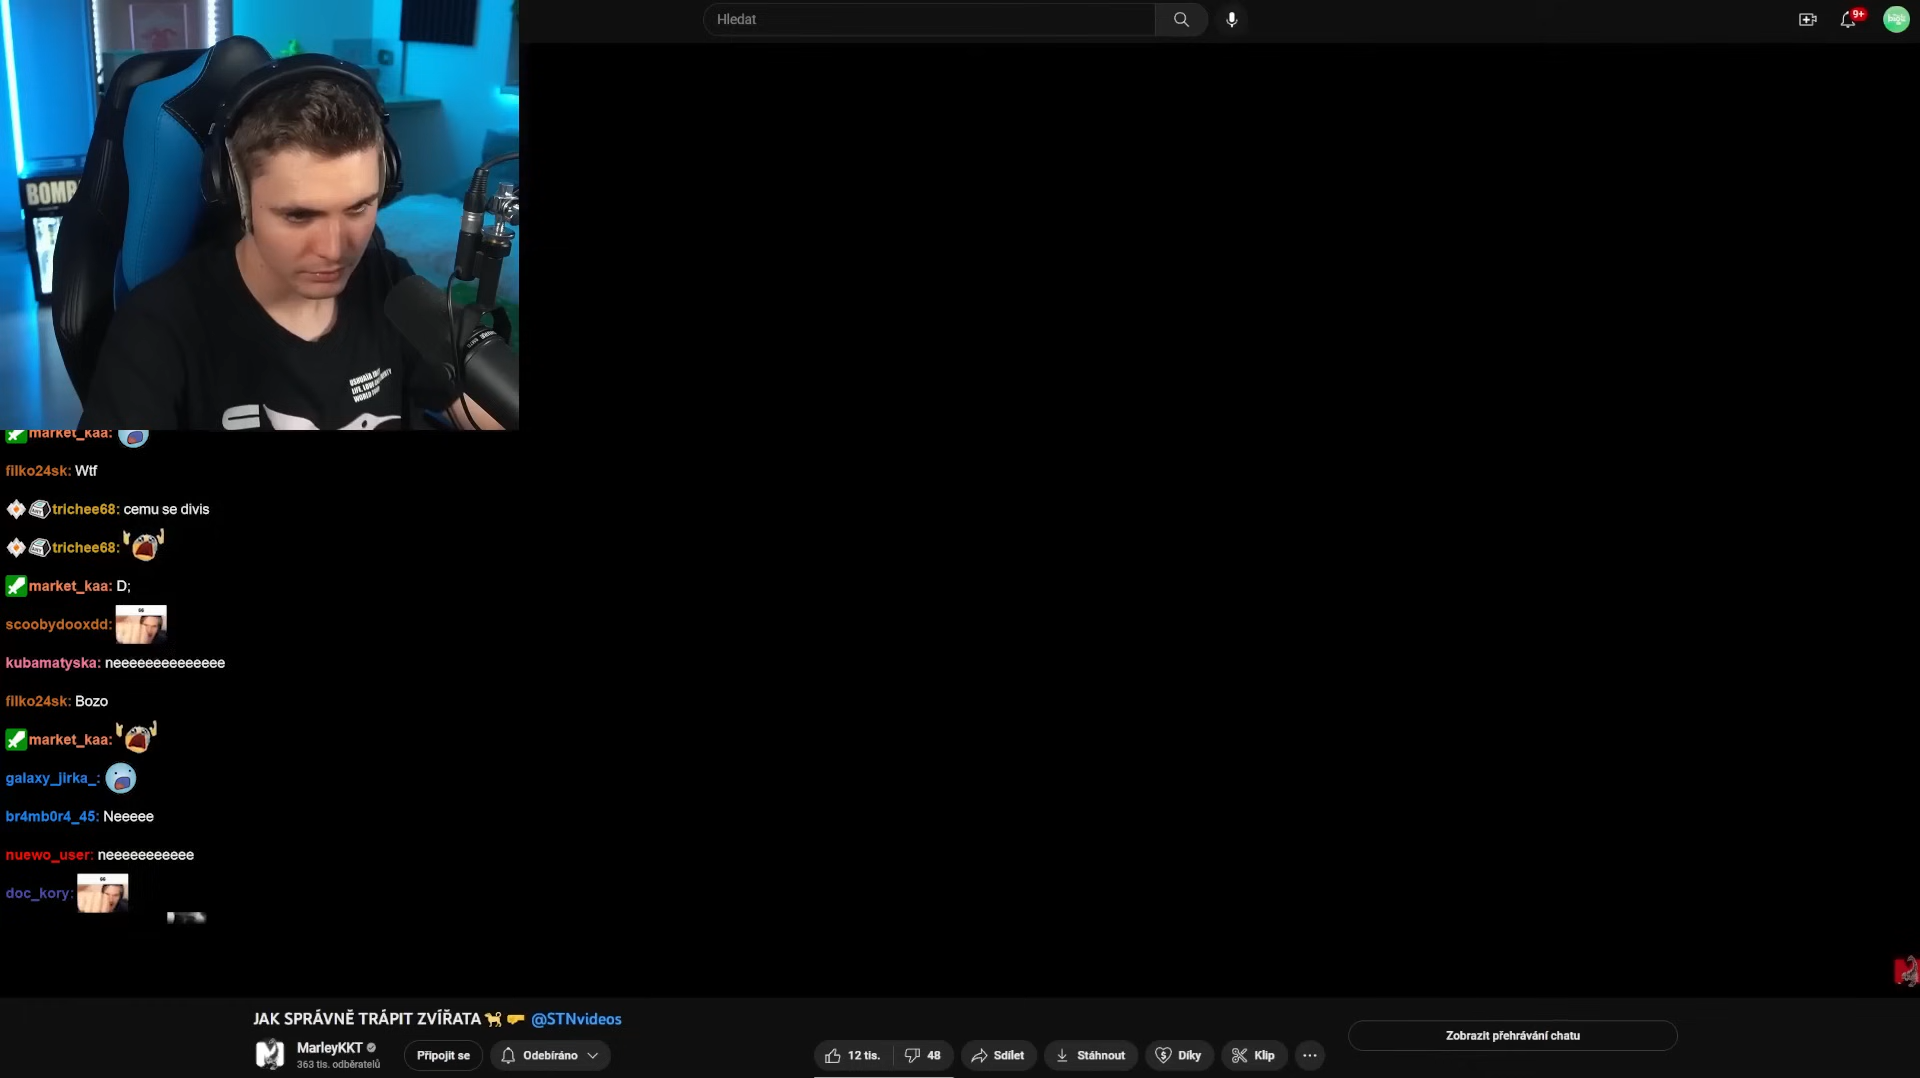 Hledat
9+
BOMB
market_kaa:
filko24sk: Wtf
trichee68: cemu se divis
trichee68:
market_kaa: D;
scoobydooxdd:
kubamatyska: neeeeeeeeeeeeee
filko24sk: Bozo
market_kaa:
galaxy_jirka_:
br4mb0r4_45: Neeeee
nuewo_user: neeeeeeeeeee
doc_kory:
JAK SPRÁVNĚ TRÁPIT ZVÍŘATA 🐕 🤛 @STNvideos
MarleyKKT
363 tis. odběratelů
Připojit se
Odebíráno
12 tis.
48
Sdílet
Stáhnout
Díky
Klip
Zobrazit přehrávání chatu